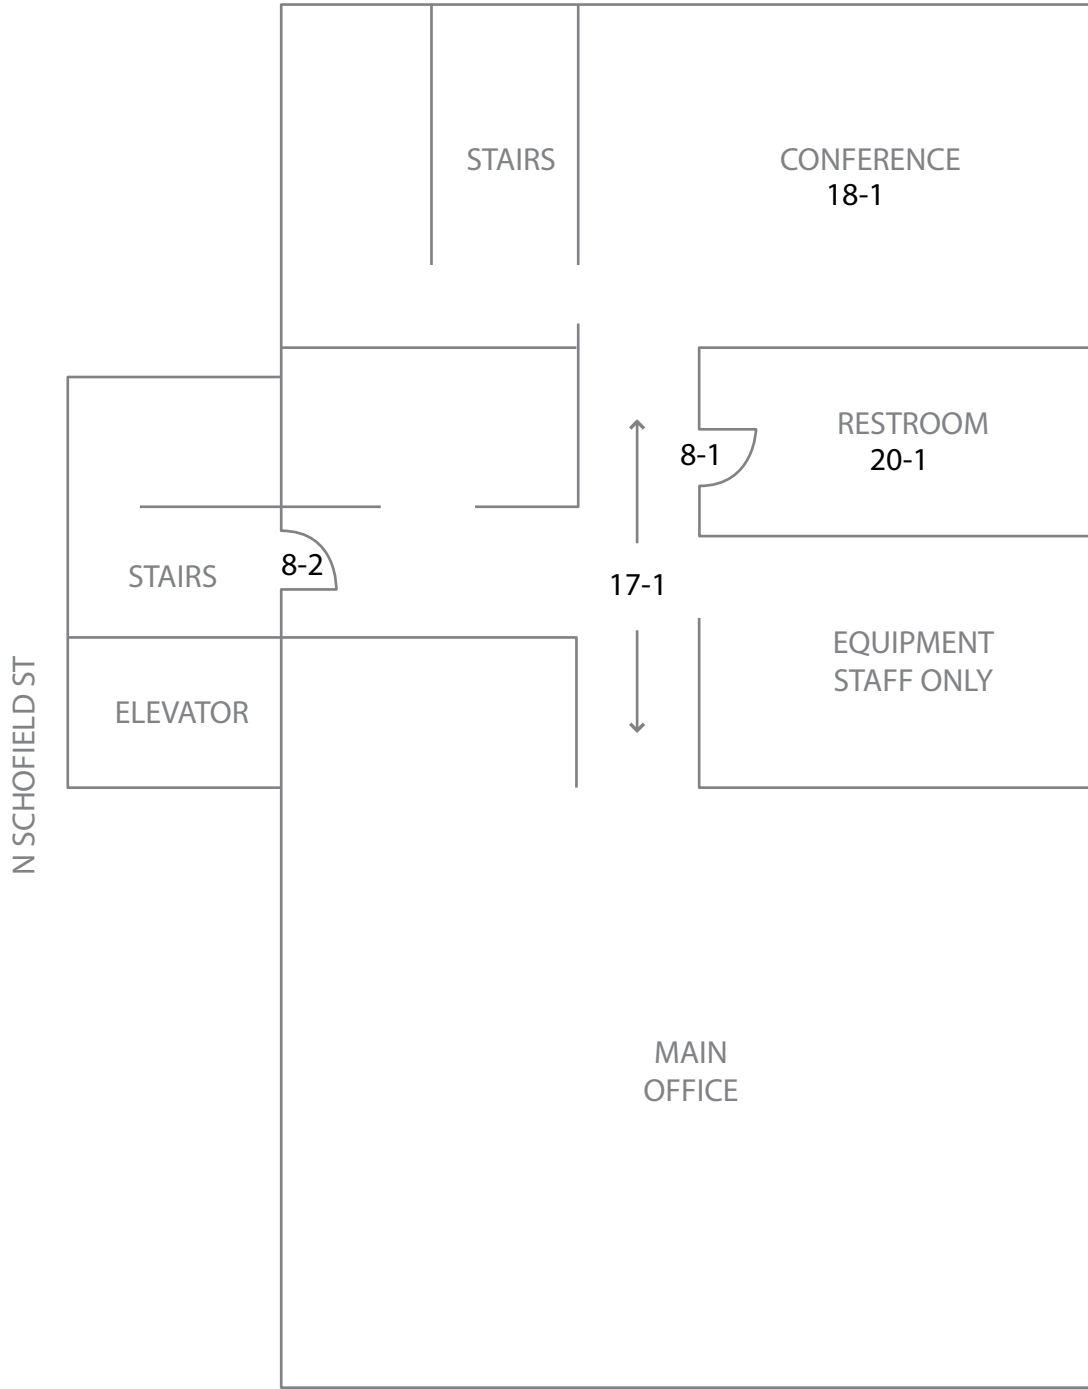 STAIRS
CONFERENCE
18-1
RESTROOM
20-1
8-1
8-2
STAIRS
17-1
EQUIPMENT
STAFF ONLY
ELEVATOR
N SCHOFIELD ST
MAIN
OFFICE